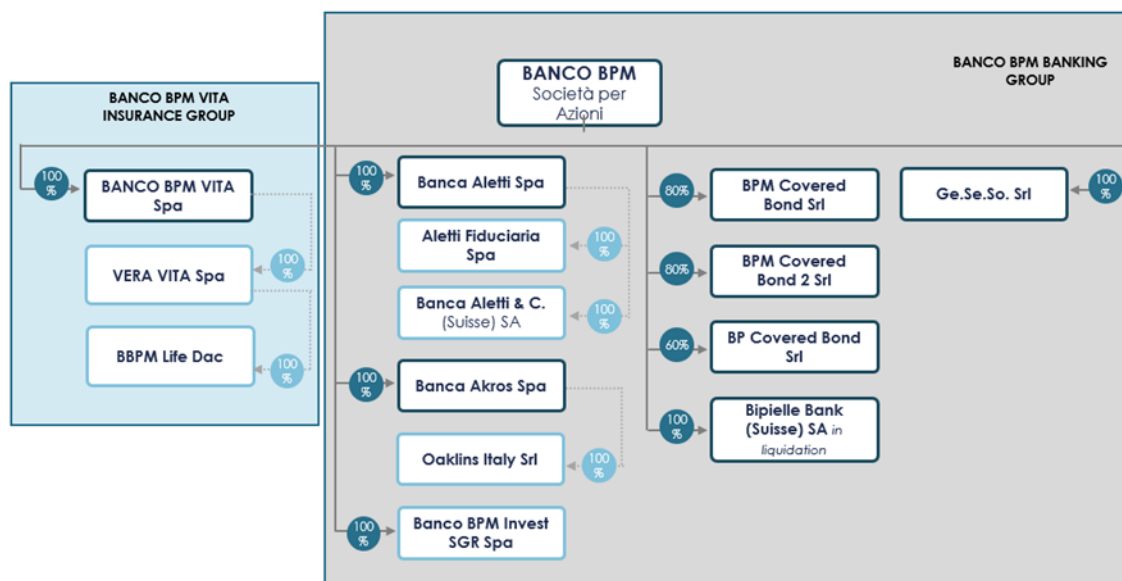 BANCO BPM VITA
INSURANCE GROUP
BANCO BPM BANKING
GROUP
BANCO BPM
Società per
Azioni
100
%
BANCO BPM VITA
Spa
VERA VITA Spa
100
%
BBPM Life Dac
100
%
100
%
Banca Aletti Spa
Aletti Fiduciaria
Spa
100
%
Banca Aletti & C.
(Suisse) SA
100
%
100
%
Banca Akros Spa
Oaklins Italy Srl
100
%
100
%
Banco BPM Invest
SGR Spa
80%
BPM Covered
Bond Srl
80%
BPM Covered
Bond 2 Srl
60%
BP Covered Bond
Srl
100
%
Bipielle Bank
(Suisse) SA in
liquidation
Ge.Se.So. Srl
100
%